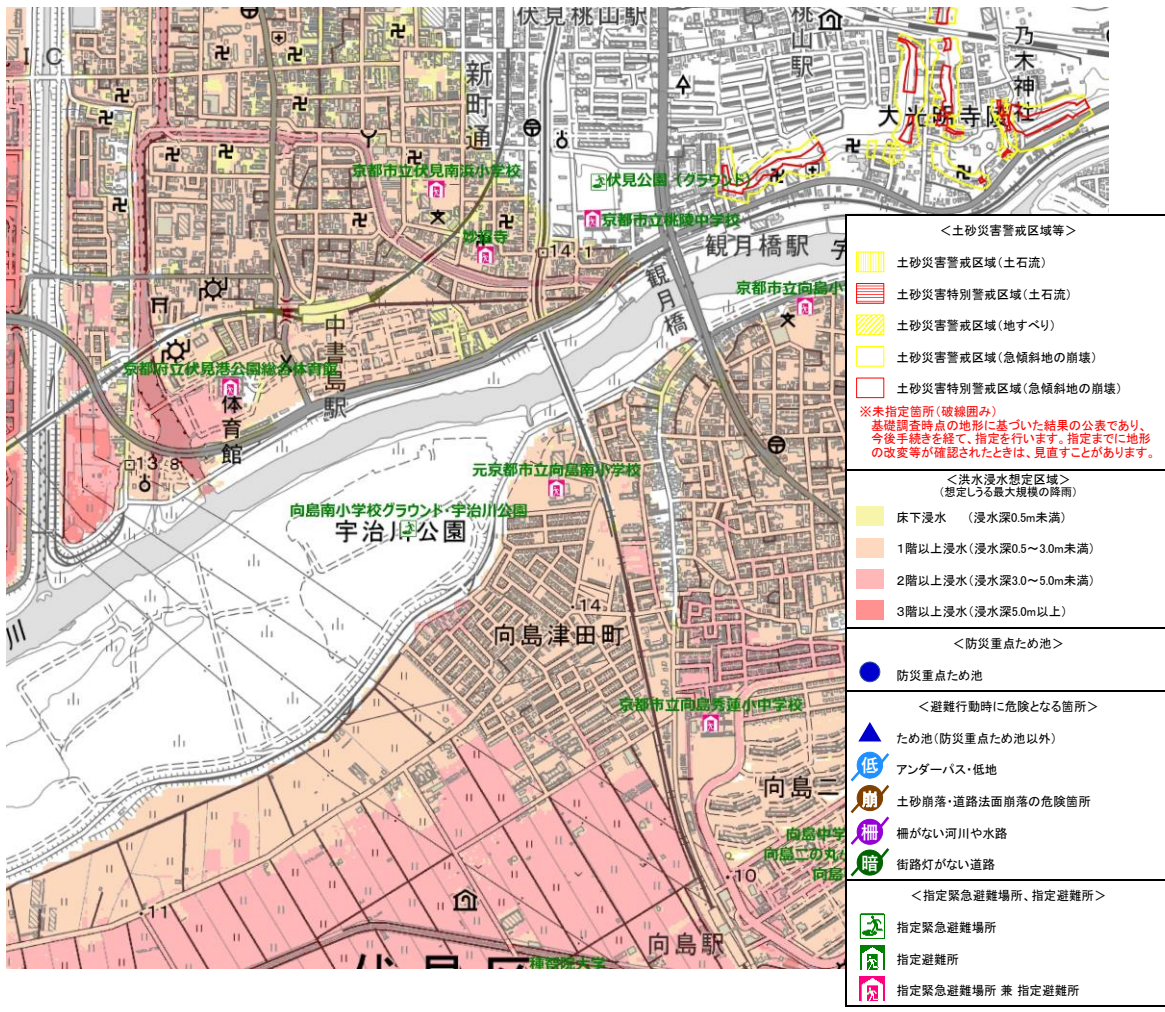 伏見桃山駅
桃山駅
乃木神社
I C
新町通
大光明寺陵
京都市立伏見南浜小学校
伏見公園（グラウンド）
京都市立桃陵中学校
14.1
観月橋駅
宇
観月橋
京都市立向島小
中書島駅
京都府立伏見港公園総合体育館
体育館
13.8
元京都市立向島南小学校
向島南小学校グラウンド・宇治川公園
宇治川公園
川
14
向島津田町
京都市立向島秀蓮小中学校
向島二
向島中学
向島二の丸
向島
10
11
向島駅
伏見区
種智院大学
＜土砂災害警戒区域等＞
土砂災害警戒区域（土石流）
土砂災害特別警戒区域（土石流）
土砂災害警戒区域（地すべり）
土砂災害警戒区域（急傾斜地の崩壊）
土砂災害特別警戒区域（急傾斜地の崩壊）
※未指定箇所（破線囲み）
基礎調査時点の地形に基づいた結果の公表であり、
今後手続きを経て、指定を行います。指定までに地形
の改変等が確認されたときは、見直すことがあります。
＜洪水浸水想定区域＞
（想定しうる最大規模の降雨）
床下浸水　（浸水深0.5m未満）
１階以上浸水（浸水深0.5～3.0m未満）
２階以上浸水（浸水深3.0～5.0m未満）
３階以上浸水（浸水深5.0m以上）
＜防災重点ため池＞
防災重点ため池
＜避難行動時に危険となる箇所＞
ため池（防災重点ため池以外）
低 アンダーパス・低地
崩 土砂崩落・道路法面崩落の危険箇所
柵 柵がない河川や水路
暗 街路灯がない道路
＜指定緊急避難場所、指定避難所＞
指定緊急避難場所
指定避難所
指定緊急避難場所 兼 指定避難所